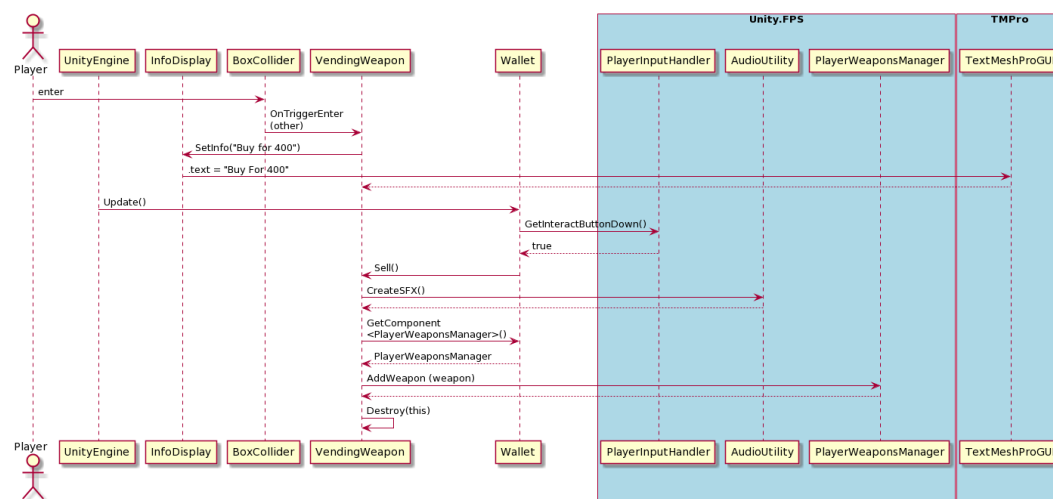 Unity.FPS
TMPro
Player
UnityEngine
InfoDisplay
BoxCollider
VendingWeapon
Wallet
PlayerInputHandler
AudioUtility
PlayerWeaponsManager
TextMeshProGUI
enter
OnTriggerEnter
(other)
SetInfo("Buy for 400")
.text = "Buy For 400"
Update()
GetInteractButtonDown()
true
Sell()
CreateSFX()
GetComponent
<PlayerWeaponsManager>()
PlayerWeaponsManager
AddWeapon (weapon)
Destroy(this)
Player
UnityEngine
InfoDisplay
BoxCollider
VendingWeapon
Wallet
PlayerInputHandler
AudioUtility
PlayerWeaponsManager
TextMeshProGUI